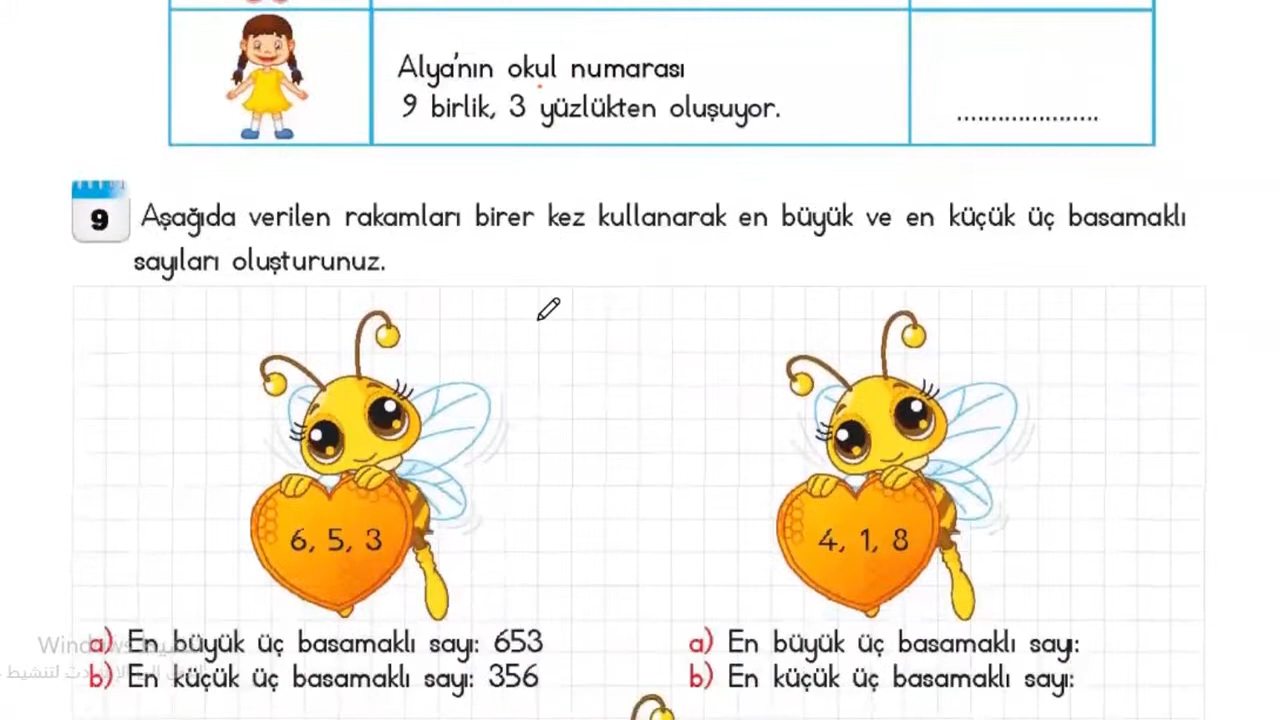 Alya'nın okul numarası
9 birlik, 3 yüzlükten oluşuyor.
.....................
9 Aşağıda verilen rakamları birer kez kullanarak en büyük ve en küçük üç basamaklı
sayıları oluşturunuz.
6, 5, 3
4, 1, 8
a) En büyük üç basamaklı sayı: 653
b) En küçük üç basamaklı sayı: 356
a) En büyük üç basamaklı sayı:
b) En küçük üç basamaklı sayı: